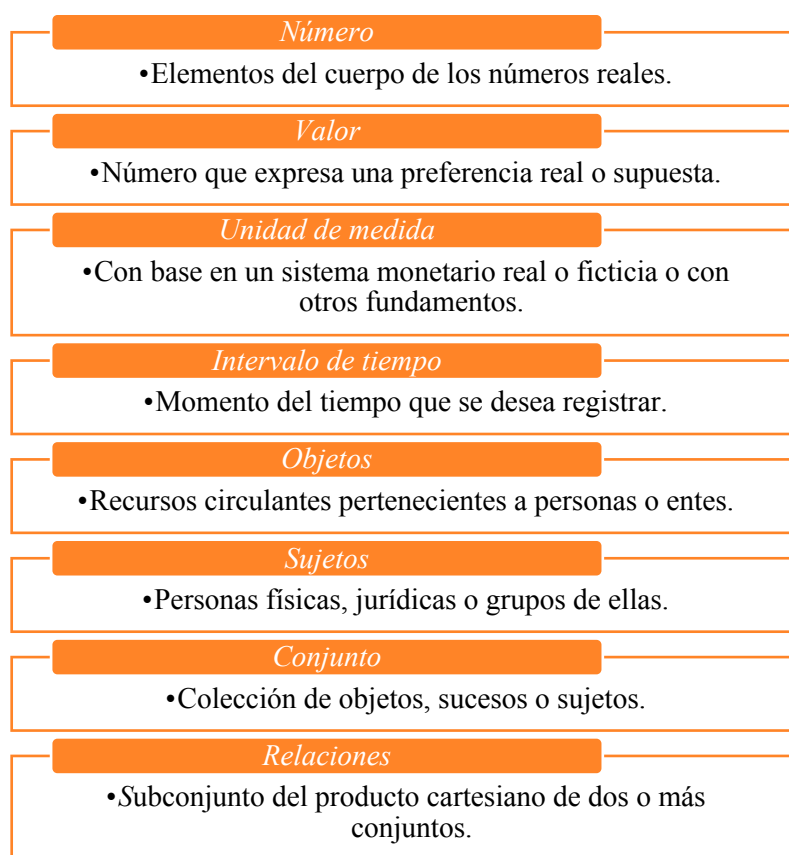 Número
•Elementos del cuerpo de los números reales.
Valor
•Número que expresa una preferencia real o supuesta.
Unidad de medida
•Con base en un sistema monetario real o ficticia o con
otros fundamentos.
Intervalo de tiempo
•Momento del tiempo que se desea registrar.
Objetos
•Recursos circulantes pertenecientes a personas o entes.
Sujetos
•Personas físicas, jurídicas o grupos de ellas.
Conjunto
•Colección de objetos, sucesos o sujetos.
Relaciones
•Subconjunto del producto cartesiano de dos o más
conjuntos.